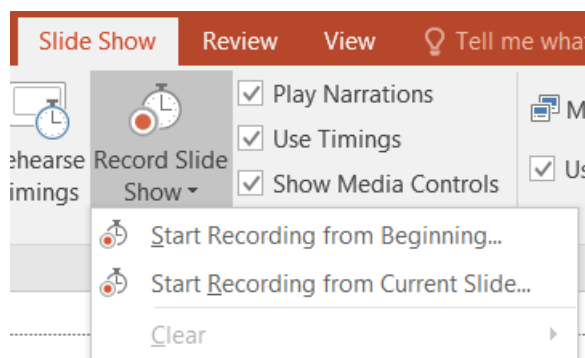 Slide Show Review View Tell me what
Play Narrations
Use Timings
Show Media Controls
ehearse
imings
Record Slide
Show
M
Us
Start Recording from Beginning...
Start Recording from Current Slide...
Clear